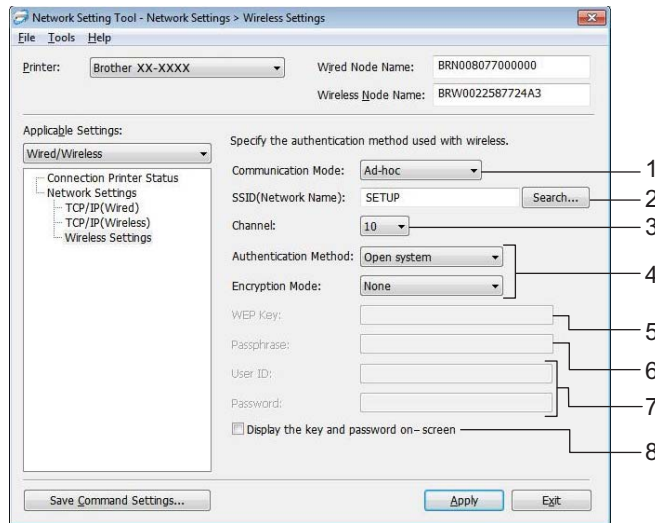 Network Setting Tool - Network Settings > Wireless Settings
File Tools Help
Printer: Brother XX-XXXX Wired Node Name: BRN008077000000
Wireless Node Name: BRW0022587724A3
Applicable Settings:
Wired/Wireless
Connection Printer Status
Network Settings
TCP/IP(Wired)
TCP/IP(Wireless)
Wireless Settings
Specify the authentication method used with wireless.
Communication Mode: Ad-hoc 1
SSID(Network Name): SETUP Search... 2
Channel: 10 3
Authentication Method: Open system
4
Encryption Mode: None
WEP Key: 5
Passphrase: 6
User ID:
7
Password:
Display the key and password on-screen 8
Save Command Settings... Apply Exit